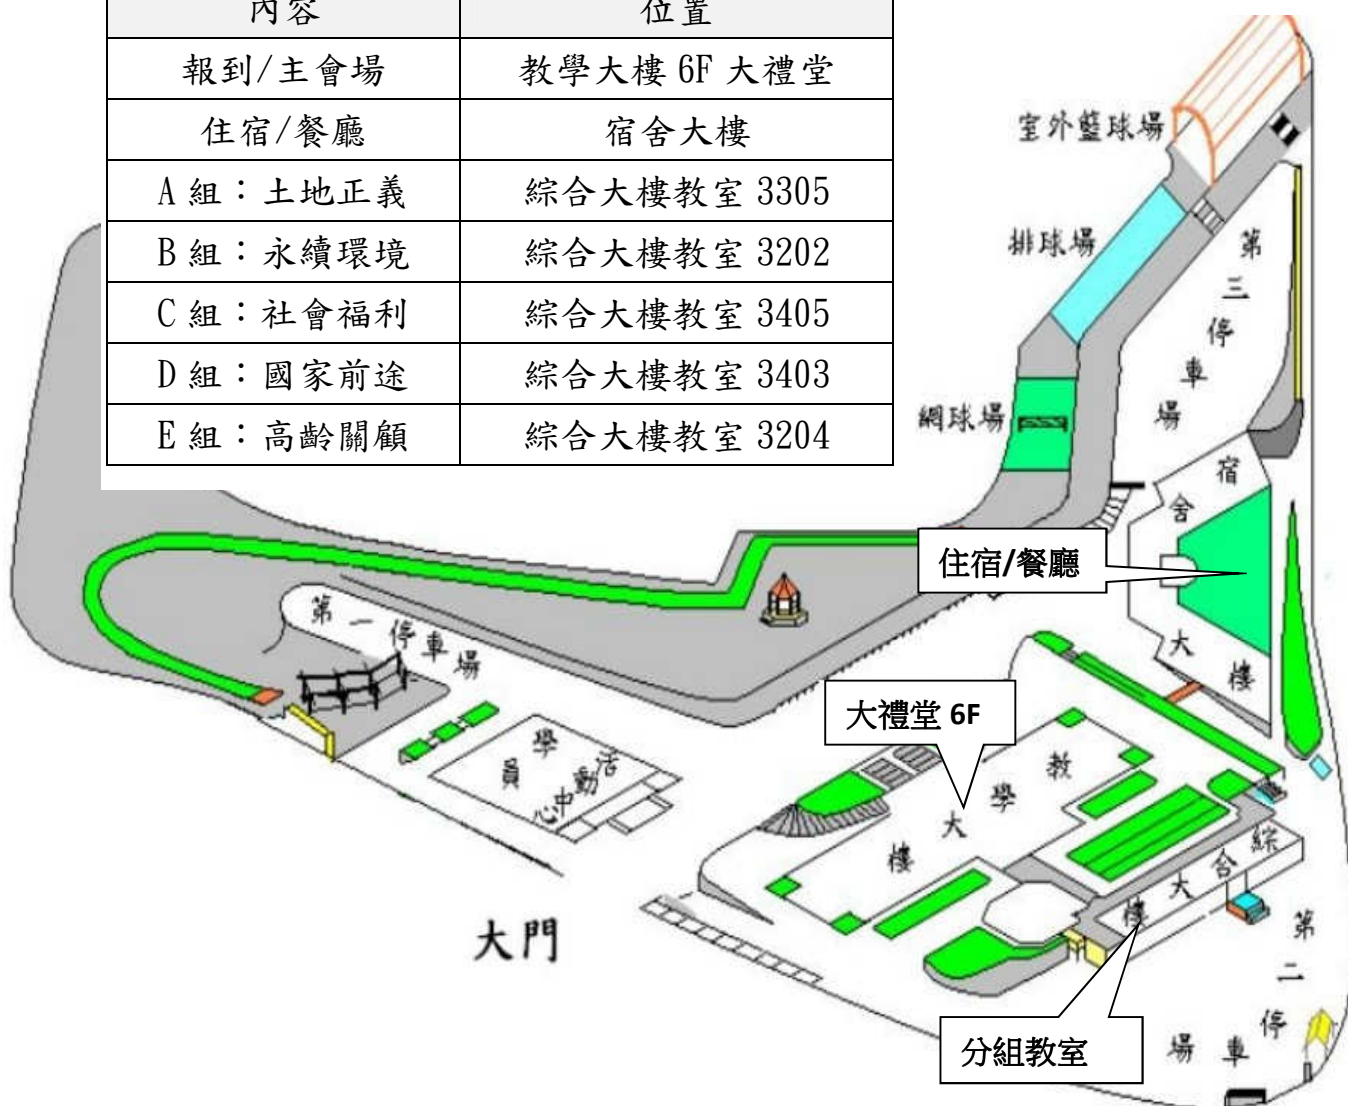 內容 位置
報到/主會場 教學大樓 6F 大禮堂
住宿/餐廳 宿舍大樓
A 組：土地正義 綜合大樓教室 3305
B 組：永續環境 綜合大樓教室 3202
C 組：社會福利 綜合大樓教室 3405
D 組：國家前途 綜合大樓教室 3403
E 組：高齡關顧 綜合大樓教室 3204
室外籃球場
排球場
第三停車場
網球場
宿舍大樓
住宿/餐廳
第一停車場
大禮堂 6F
學員活動中心
教學大樓
綜合大樓
大門
第二停車場
分組教室